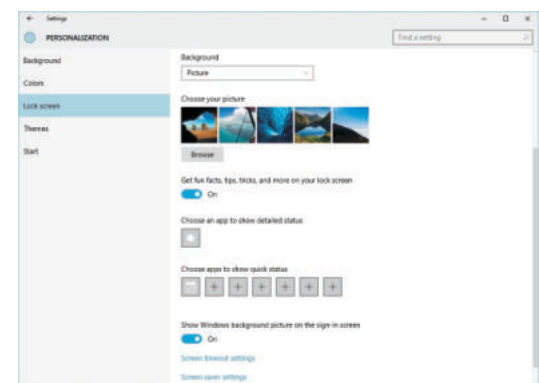 Settings
PERSONALIZATION
Find a setting
Background
Colors
Lock screen
Themes
Start
Background
Picture
Choose your picture
Browse
Get fun facts, tips, tricks, and more on your lock screen
On
Choose an app to show detailed status
Choose apps to show quick status
Show Windows background picture on the sign-in screen
On
Screen timeout settings
Screen saver settings